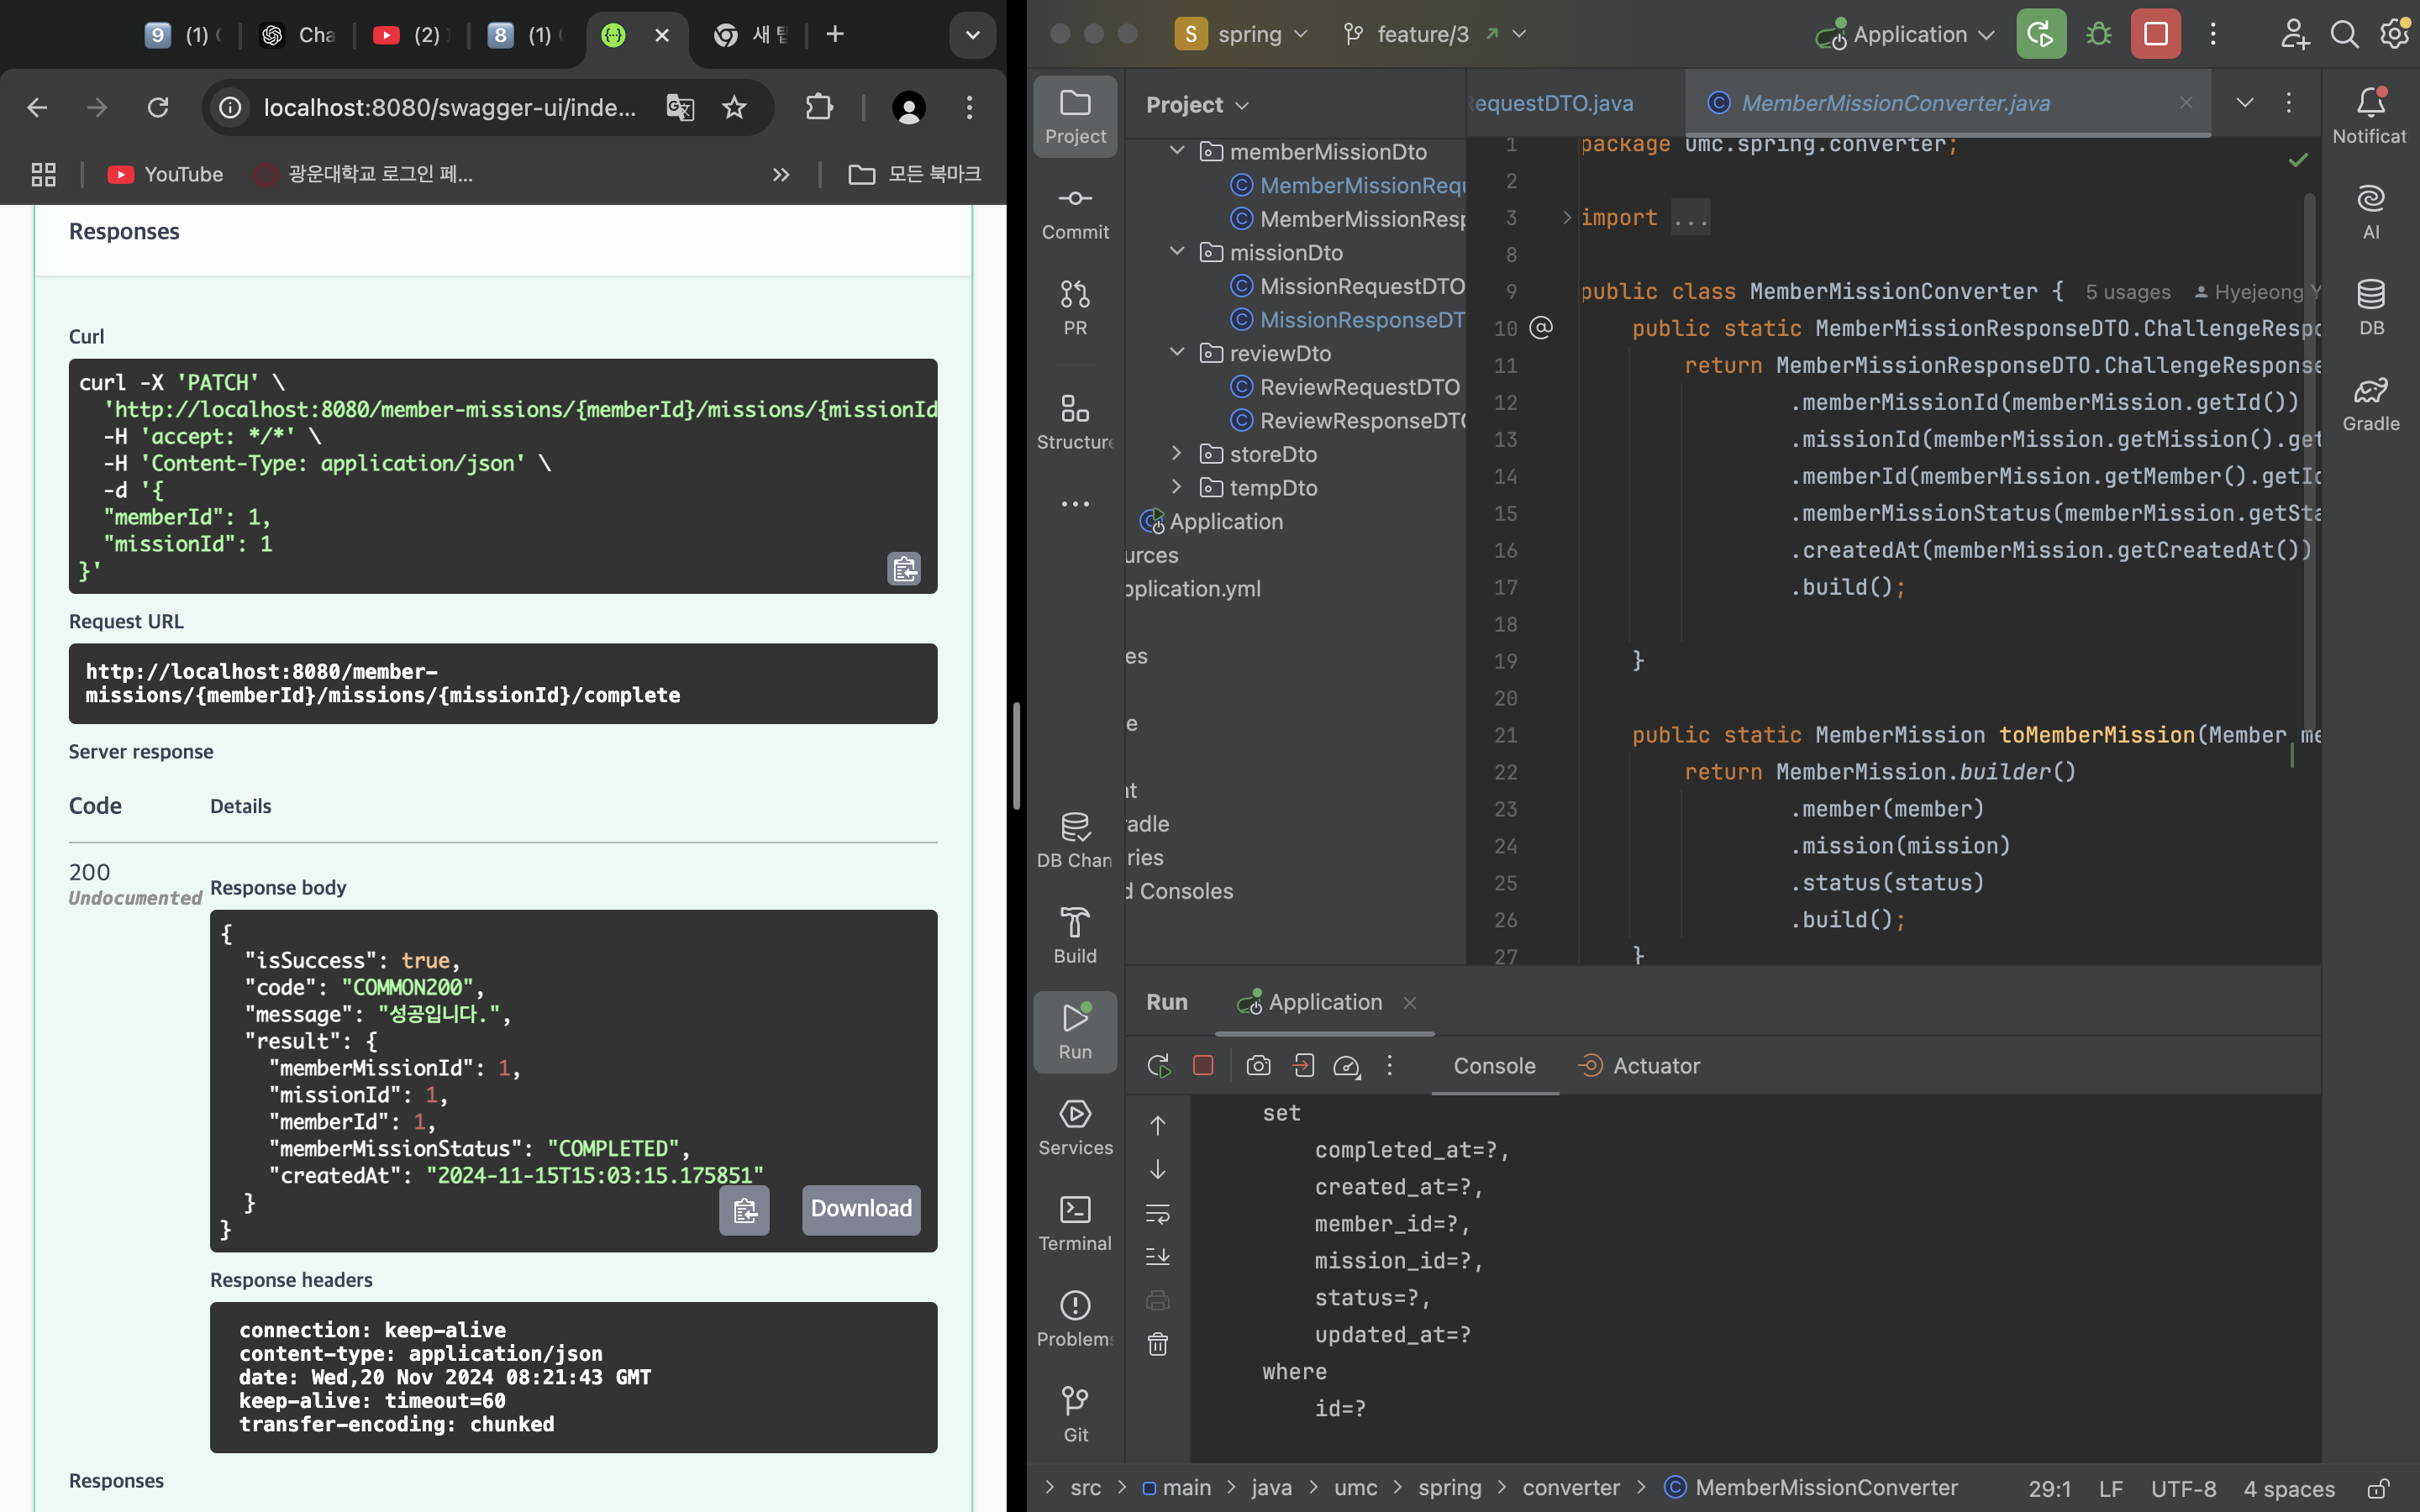 9 (1)
Cha
(2)
8 (1)
새 탭
localhost:8080/swagger-ui/inde...
YouTube
광운대학교 로그인 페...
모든 북마크
Responses
Curl
curl -X 'PATCH' \
'http://localhost:8080/member-missions/{memberId}/missions/{missionId
-H 'accept: */*' \
-H 'Content-Type: application/json' \
-d '{
"memberId": 1,
"missionId": 1
}'
Request URL
http://localhost:8080/member-
missions/{memberId}/missions/{missionId}/complete
Server response
Code Details
200
Undocumented
Response body
{
"isSuccess": true,
"code": "COMMON200",
"message": "성공입니다.",
"result": {
"memberMissionId": 1,
"missionId": 1,
"memberId": 1,
"memberMissionStatus": "COMPLETED",
"createdAt": "2024-11-15T15:03:15.175851"
}
}
Download
Response headers
connection: keep-alive
content-type: application/json
date: Wed,20 Nov 2024 08:21:43 GMT
keep-alive: timeout=60
transfer-encoding: chunked
Responses
S spring feature/3 Application
Project
Commit
PR
Structure
DB Chan
Build
Run
Services
Terminal
Problems
Git
Project
memberMissionDto
MemberMissionRequ
MemberMissionResp
missionDto
MissionRequestDTO
MissionResponseDT
reviewDto
ReviewRequestDTO
ReviewResponseDTO
storeDto
tempDto
Application
urces
pplication.yml
es
e
nt
radle
ries
d Consoles
equestDTO.java MemberMissionConverter.java
1 package umc.spring.converter;
2
3 import ...
8
9 public class MemberMissionConverter { 5 usages Hyejeong Y
10 public static MemberMissionResponseDTO.ChallengeRespo
11 return MemberMissionResponseDTO.ChallengeResponse
12 .memberMissionId(memberMission.getId())
13 .missionId(memberMission.getMission().get
14 .memberId(memberMission.getMember().getId
15 .memberMissionStatus(memberMission.getSta
16 .createdAt(memberMission.getCreatedAt())
17 .build();
18
19 }
20
21 public static MemberMission toMemberMission(Member me
22 return MemberMission.builder()
23 .member(member)
24 .mission(mission)
25 .status(status)
26 .build();
27 }
Notificat
AI
DB
Gradle
Run Application
Console Actuator
set
completed_at=?,
created_at=?,
member_id=?,
mission_id=?,
status=?,
updated_at=?
where
id=?
src > main > java > umc > spring > converter > MemberMissionConverter 29:1 LF UTF-8 4 spaces